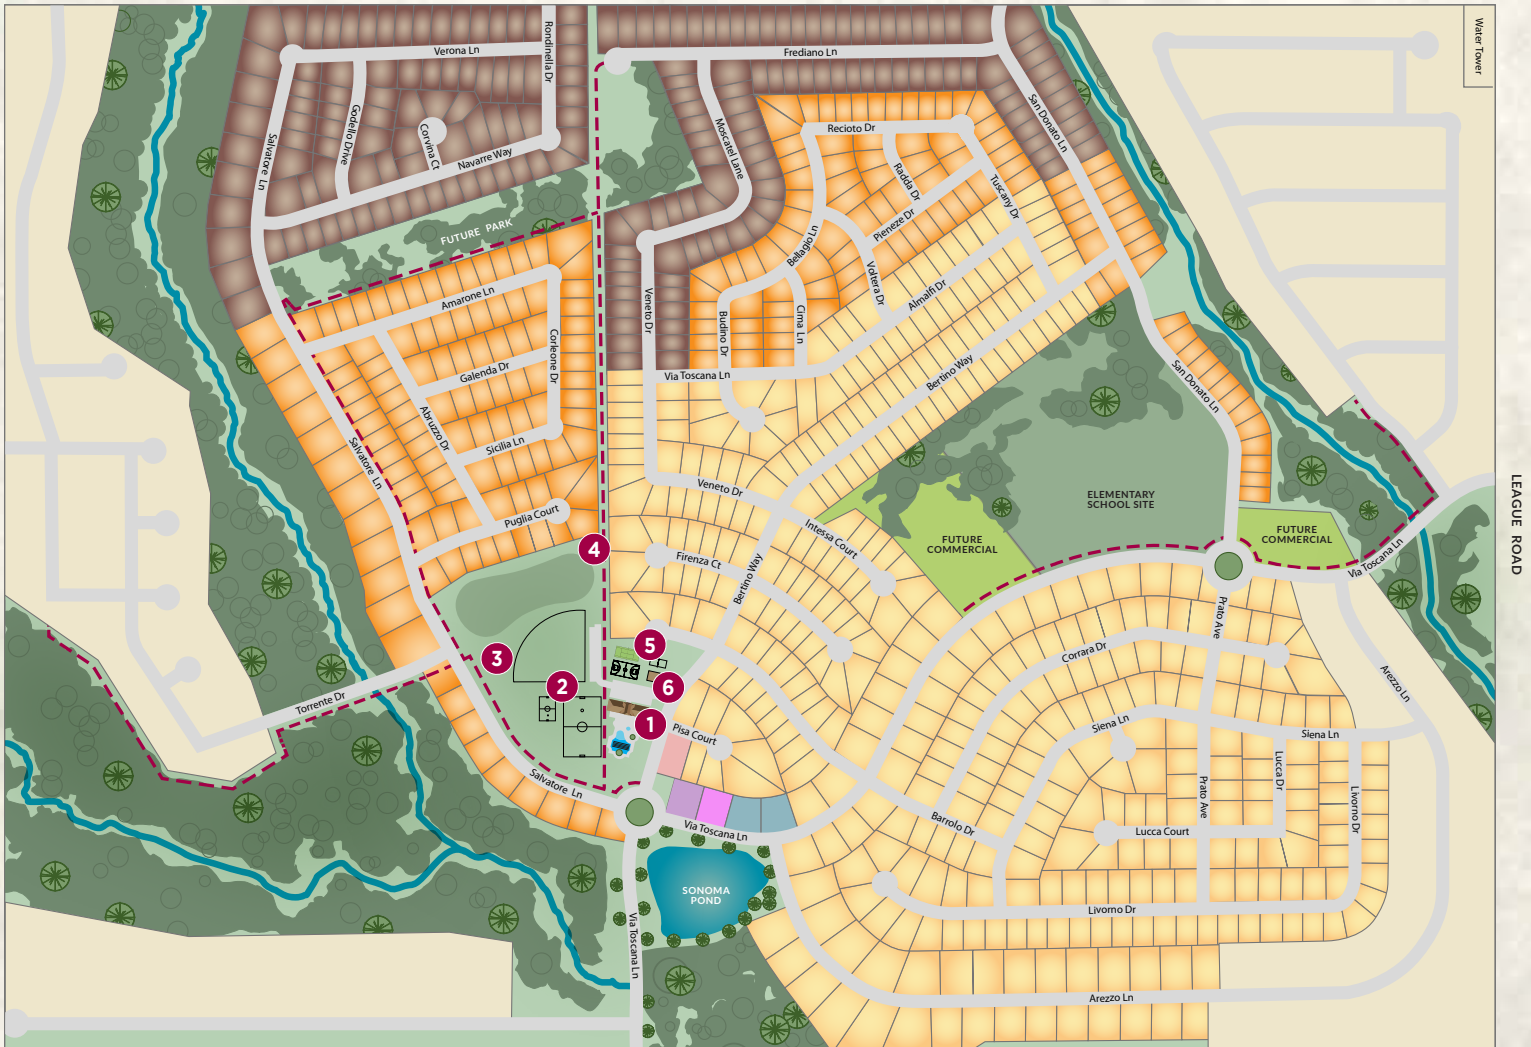 Water Tower
Verona Ln
Rondinella Dr
Frediano Ln
San Donato Ln
Godello Drive
Corvina Ct
Salvatore Ln
Navarre Way
Moscatel Lane
Recioto Dr
Radda Dr
Tuscany Dr
Pieneze Dr
FUTURE PARK
Bellagio Ln
Voltera Dr
Almalfi Dr
Amarone Ln
Veneto Dr
Budino Dr
Cima Ln
Corleone Dr
Galenda Dr
Via Toscana Ln
Bertino Way
San Donato Ln
Abruzzo Dr
Sicilia Ln
Salvatore Ln
Veneto Dr
ELEMENTARY
SCHOOL SITE
LEAGUE ROAD
Puglia Court
Intessa Court
FUTURE
COMMERCIAL
FUTURE
COMMERCIAL
4
Firenza Ct
Bertino Way
Via Toscana Ln
Prato Ave
5
3
Corrara Dr
2
6
Arezzo Ln
Torrente Dr
1
Pisa Court
Siena Ln
Siena Ln
Lucca Dr
Salvatore Ln
Prato Ave
Livorno Dr
Via Toscana Ln
Barrolo Dr
Lucca Court
SONOMA
POND
Livorno Dr
Via Toscana Ln
Arezzo Ln